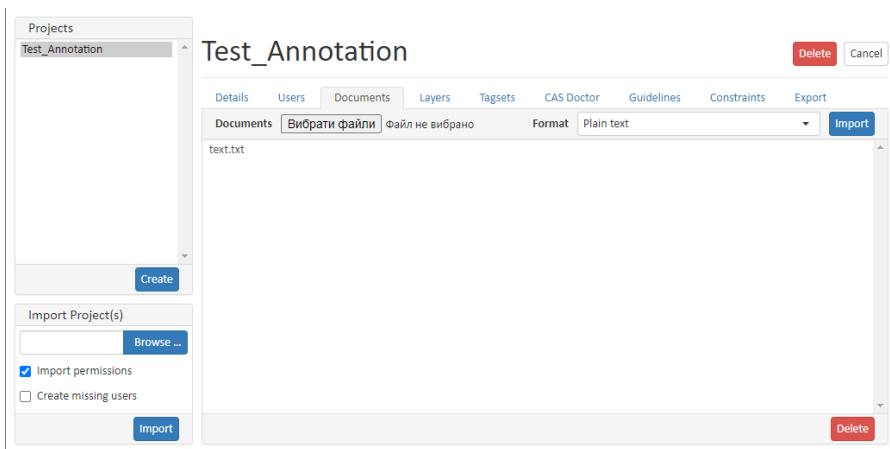 Projects
Test_Annotation
Create
Import Project(s)
Browse ...
Import permissions
Create missing users
Import
Test_Annotation
Delete Cancel
Details Users Documents Layers Tagsets CAS Doctor Guidelines Constraints Export
Documents Вибрати файли Файл не вибрано Format Plain text Import
text.txt
Delete